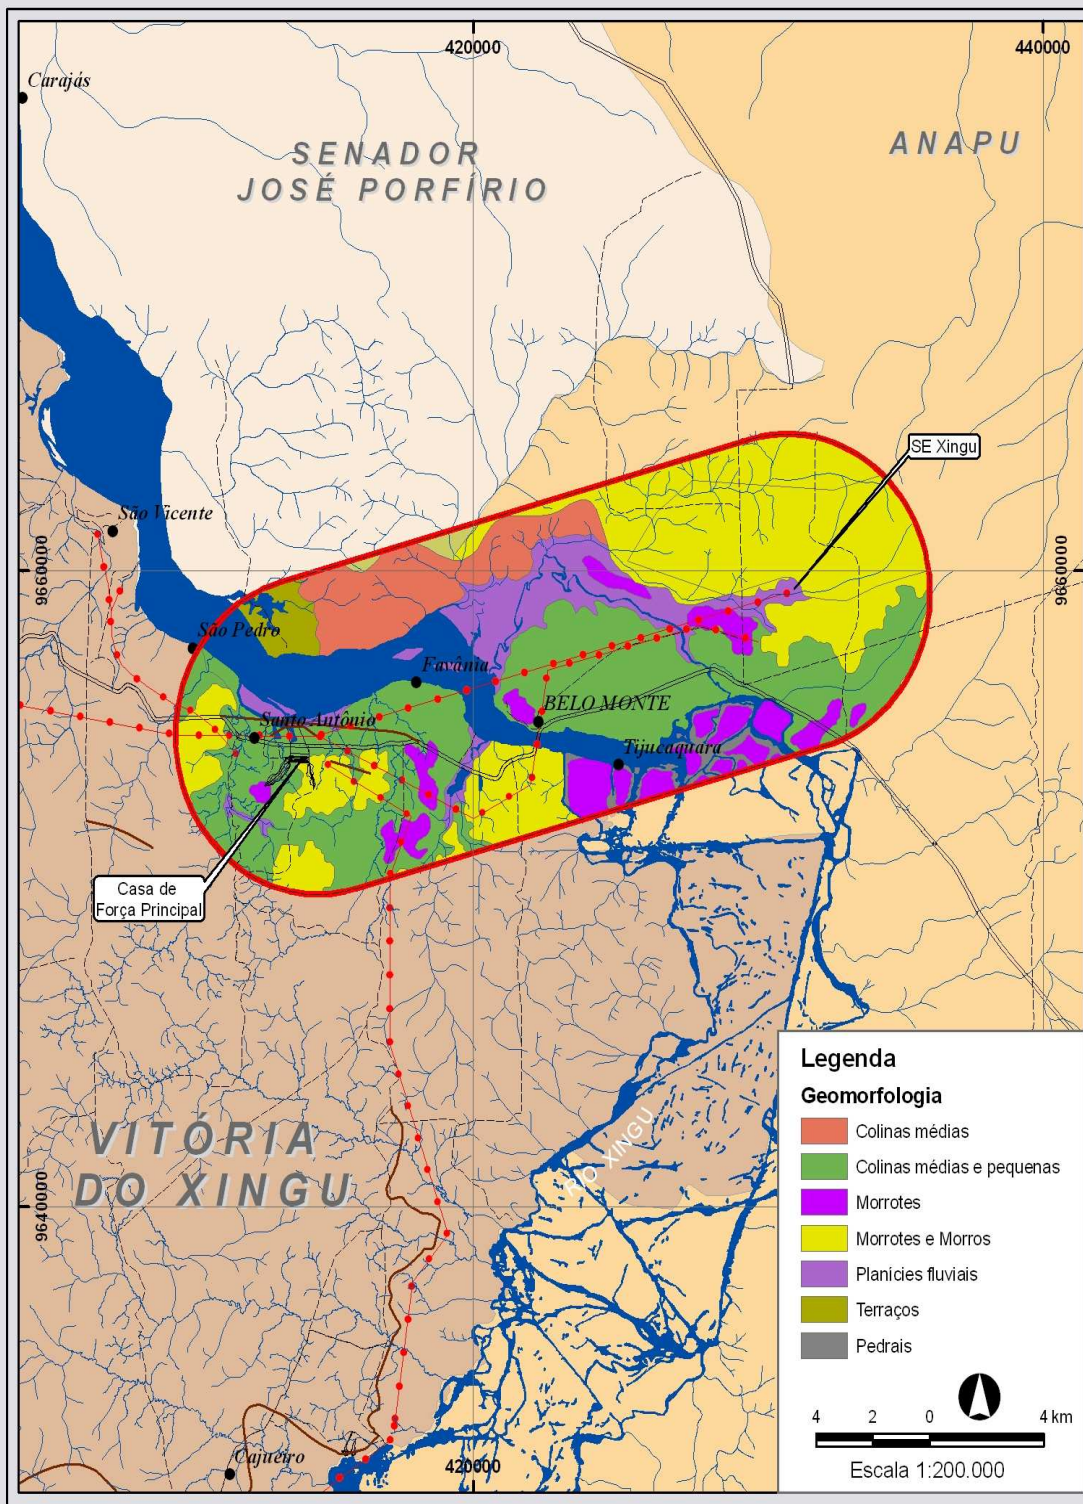 420000
440000
Carajás
SENADOR
JOSÉ PORFÍRIO
ANAPU
SE Xingu
São Vicente
9660000
9660000
São Pedro
Favânia
Santo Antônio
BELO MONTE
Tijucaquara
Casa de
Força Principal
VITÓRIA
DO XINGU
RIO XINGU
9640000
Cajueiro
420000
Legenda
Geomorfologia
Colinas médias
Colinas médias e pequenas
Morrotes
Morrotes e Morros
Planícies fluviais
Terraços
Pedrais
4 2 0 4 km
Escala 1:200.000